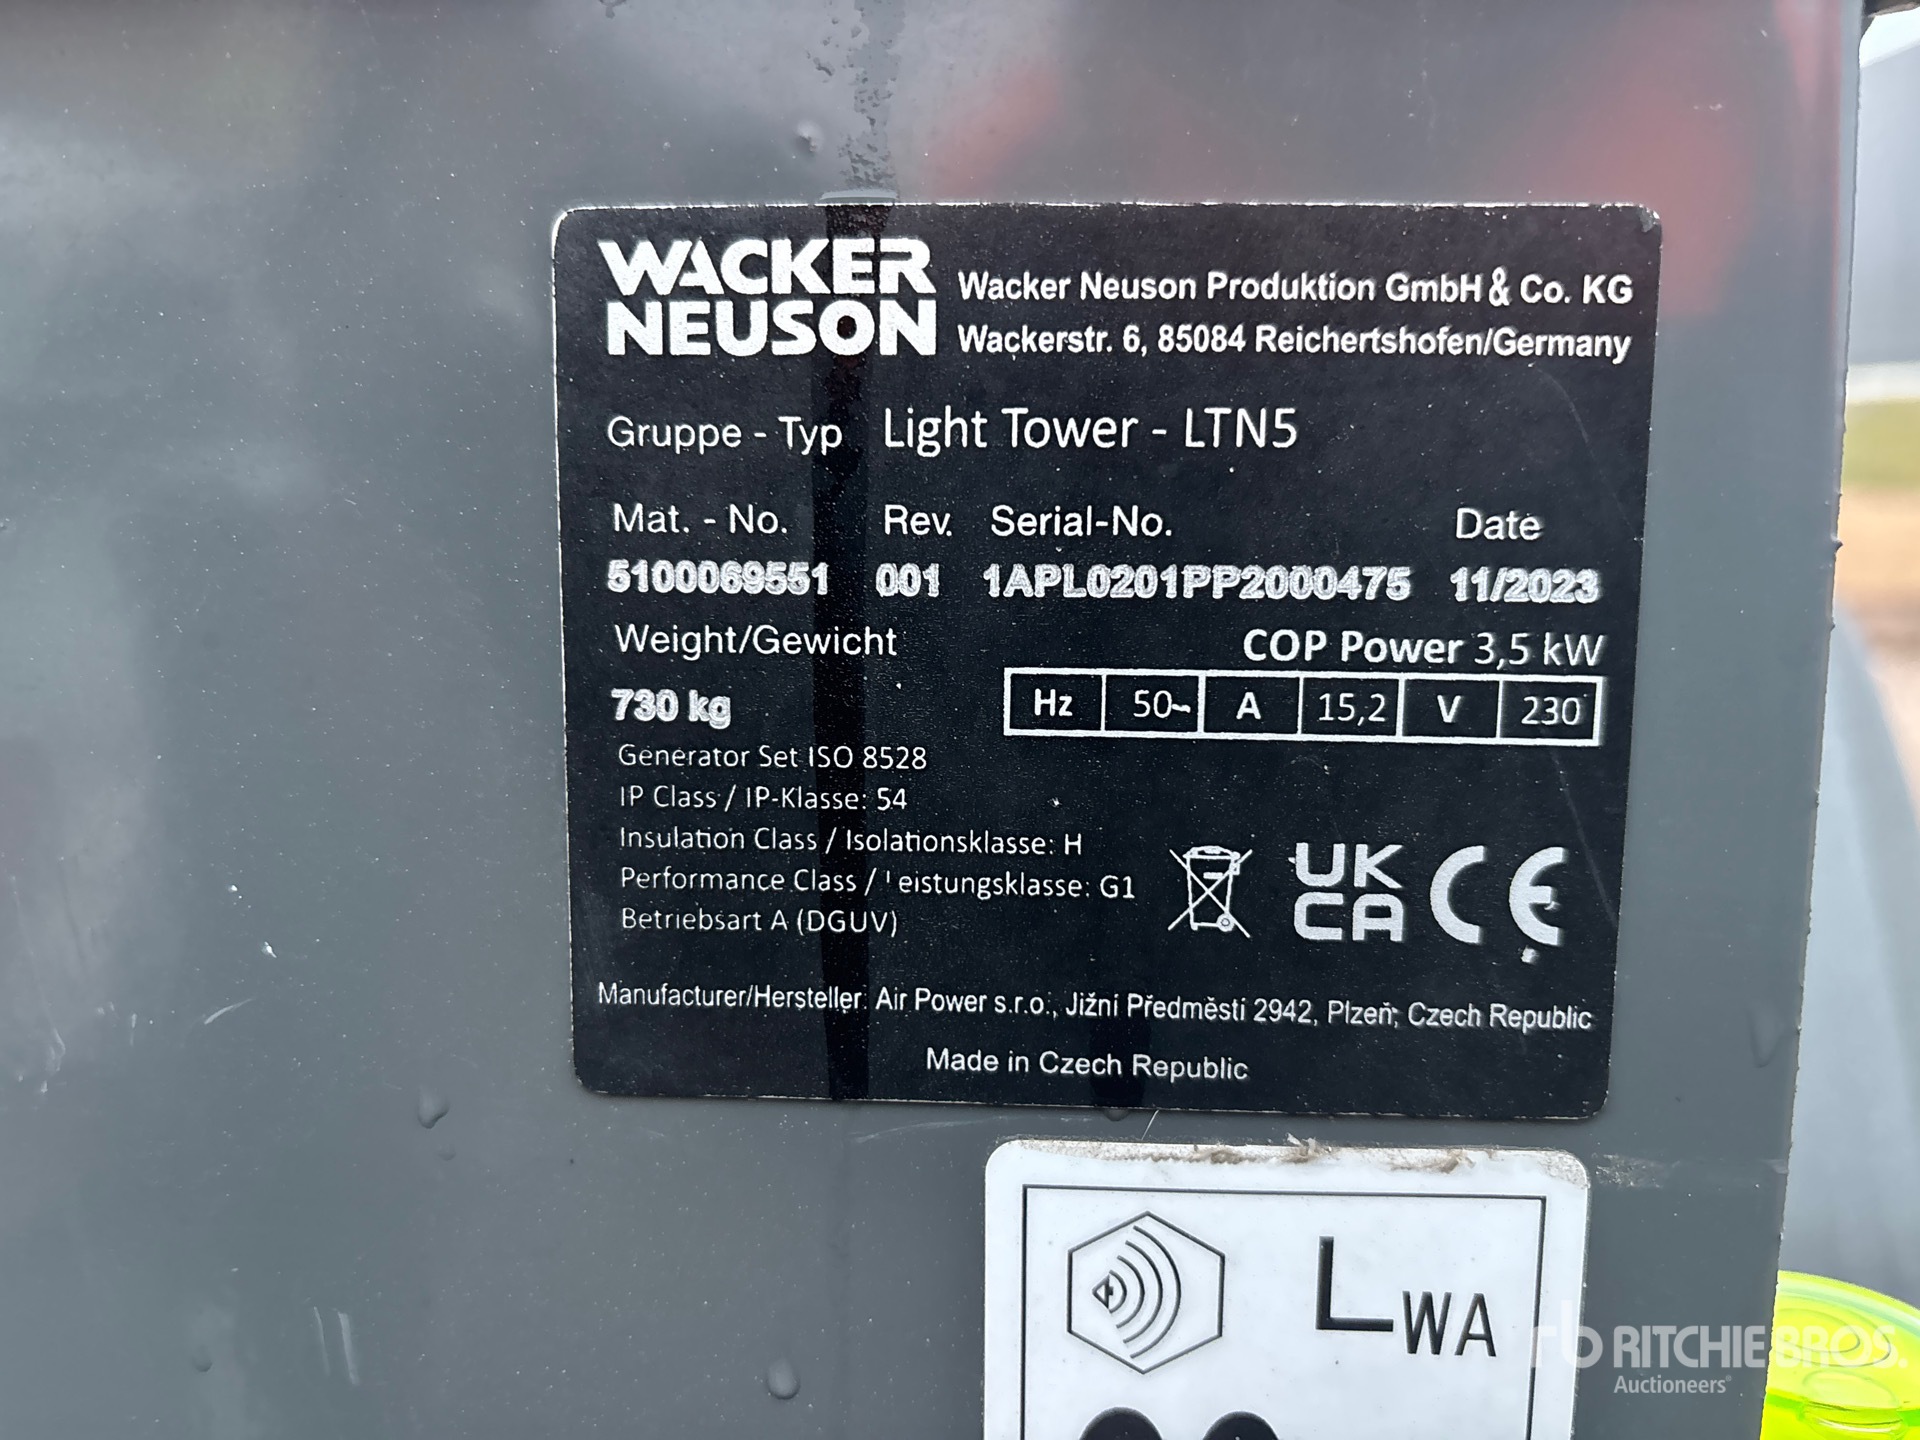 WACKER
NEUSON
Wacker Neuson Produktion GmbH & Co. KG
Wackerstr. 6, 85084 Reichertshofen/Germany
Gruppe - Typ Light Tower - LTN5
Mat. - No. Rev. Serial-No. Date
5100069551 001 1APL0201PP2000475 11/2023
Weight/Gewicht COP Power 3,5 kW
730 kg Hz 50~ A 15,2 V 230
Generator Set ISO 8528
IP Class / IP-Klasse: 54
Insulation Class / Isolationsklasse: H
Performance Class / 'eistungsklasse: G1
Betriebsart A (DGUV)
UK
CA CE
Manufacturer/Hersteller: Air Power s.r.o., Jižní Předměstí 2942, Plzeň, Czech Republic
Made in Czech Republic
LWA
rb RITCHIE BROS.
Auctioneers